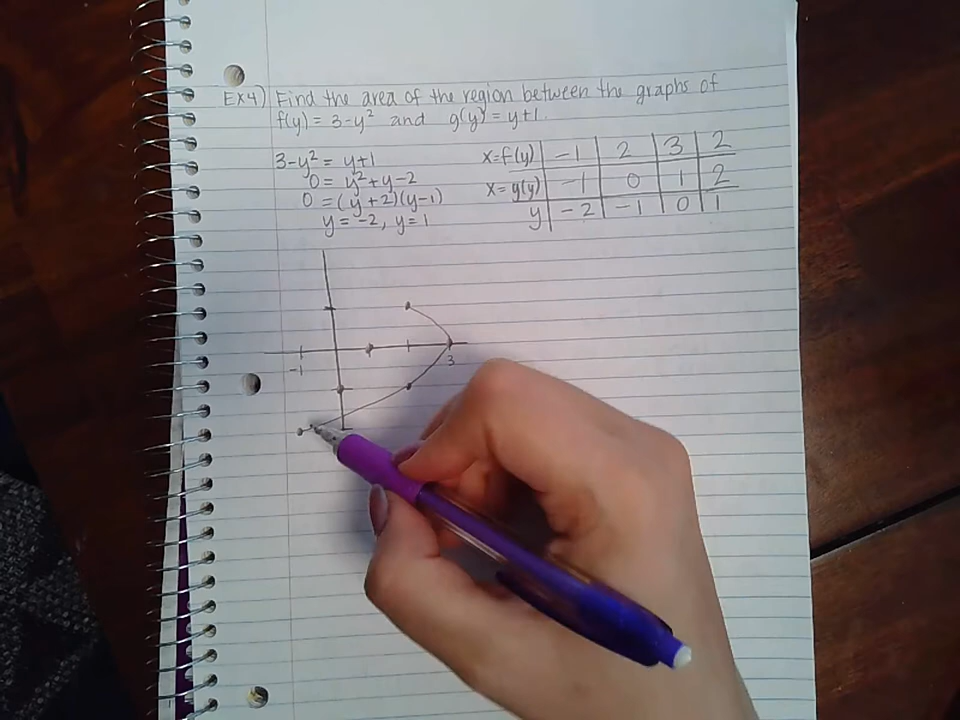 Ex4) Find the area of the region between the graphs of
f(y) = 3-y² and g(y) = y+1.
3-y² = y+1
0 = y²+y-2
0 = (y+2)(y-1)
y = -2, y = 1
x=f(y) -1 2 3 2
x=g(y) -1 0 1 2
y -2 -1 0 1
-1
3